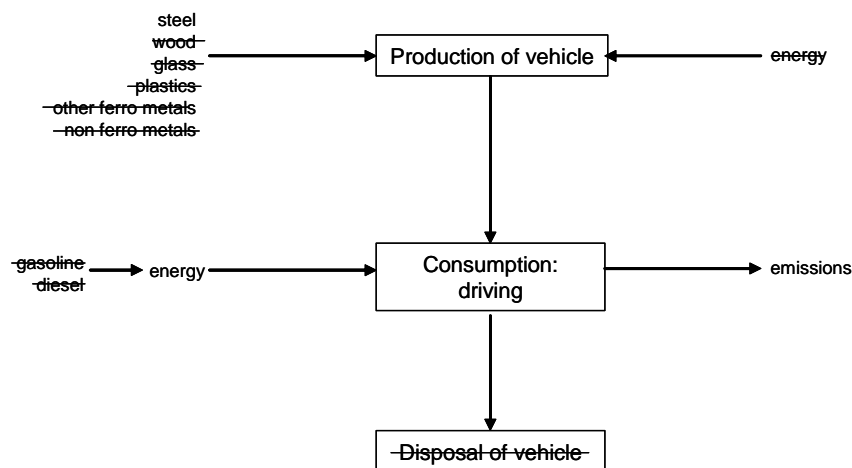 steel
wood
glass
plastics
other ferro metals
non ferro metals
Production of vehicle
energy
gasoline
diesel
energy
Consumption:
driving
emissions
Disposal of vehicle